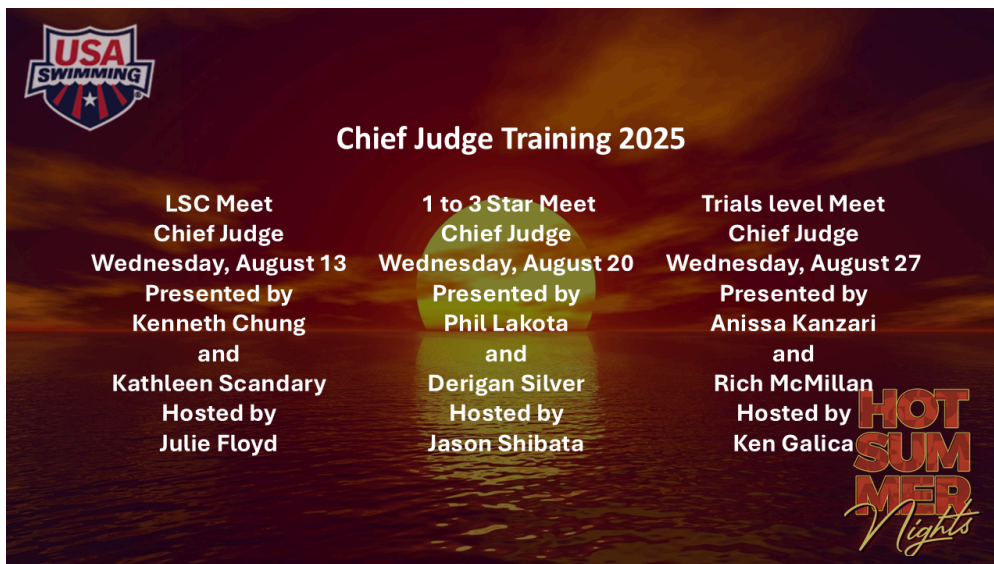 USA
SWIMMING
Chief Judge Training 2025
LSC Meet
Chief Judge
Wednesday, August 13
Presented by
Kenneth Chung
and
Kathleen Scandary
Hosted by
Julie Floyd
1 to 3 Star Meet
Chief Judge
Wednesday, August 20
Presented by
Phil Lakota
and
Derigan Silver
Hosted by
Jason Shibata
Trials level Meet
Chief Judge
Wednesday, August 27
Presented by
Anissa Kanzari
and
Rich McMillan
Hosted by
Ken Galica
HOT
SUM
MER
Nights